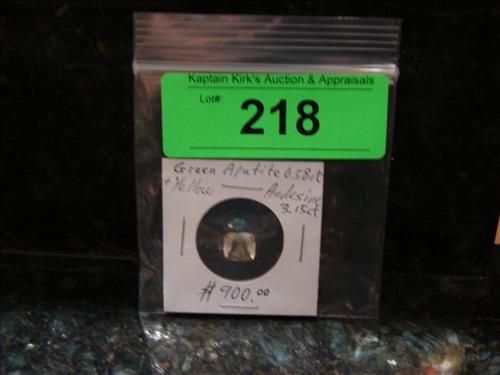 Kaptain Kirk's Auction & Appraisals
Lot#:
218
Green Apatite 0.58ct
+ Yellow — Andesine
3.15ct
# 900.00